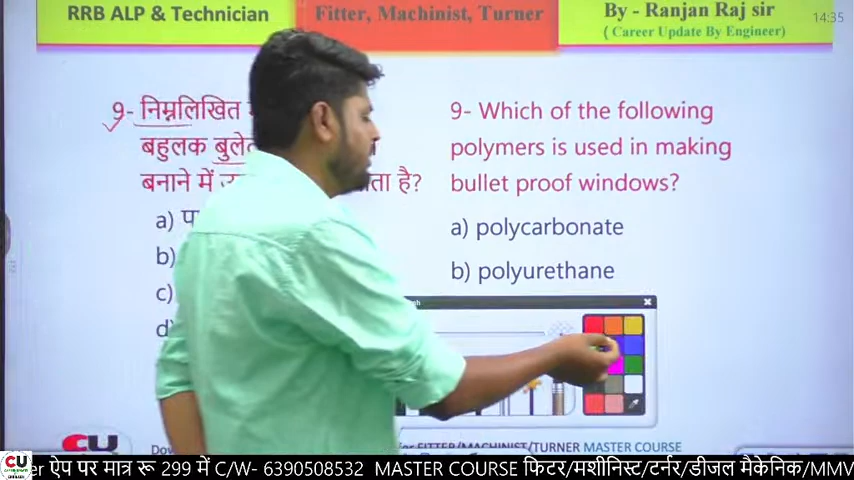 RRB ALP & Technician
Fitter, Machinist, Turner
By - Ranjan Raj sir
( Career Update By Engineer)
14:35
9- निम्नलिखित
बहुलक
बनाने में
है?
a)
b)
c)
d)
9- Which of the following
polymers is used in making
bullet proof windows?
a) polycarbonate
b) polyurethane
FITTER/MACHINIST/TURNER MASTER COURSE
CU
CU
ऐप पर मात्र रू 299 में C/W- 6390508532 MASTER COURSE फिटर/मशीनिस्ट/टर्नर/डीजल मैकेनिक/MMV